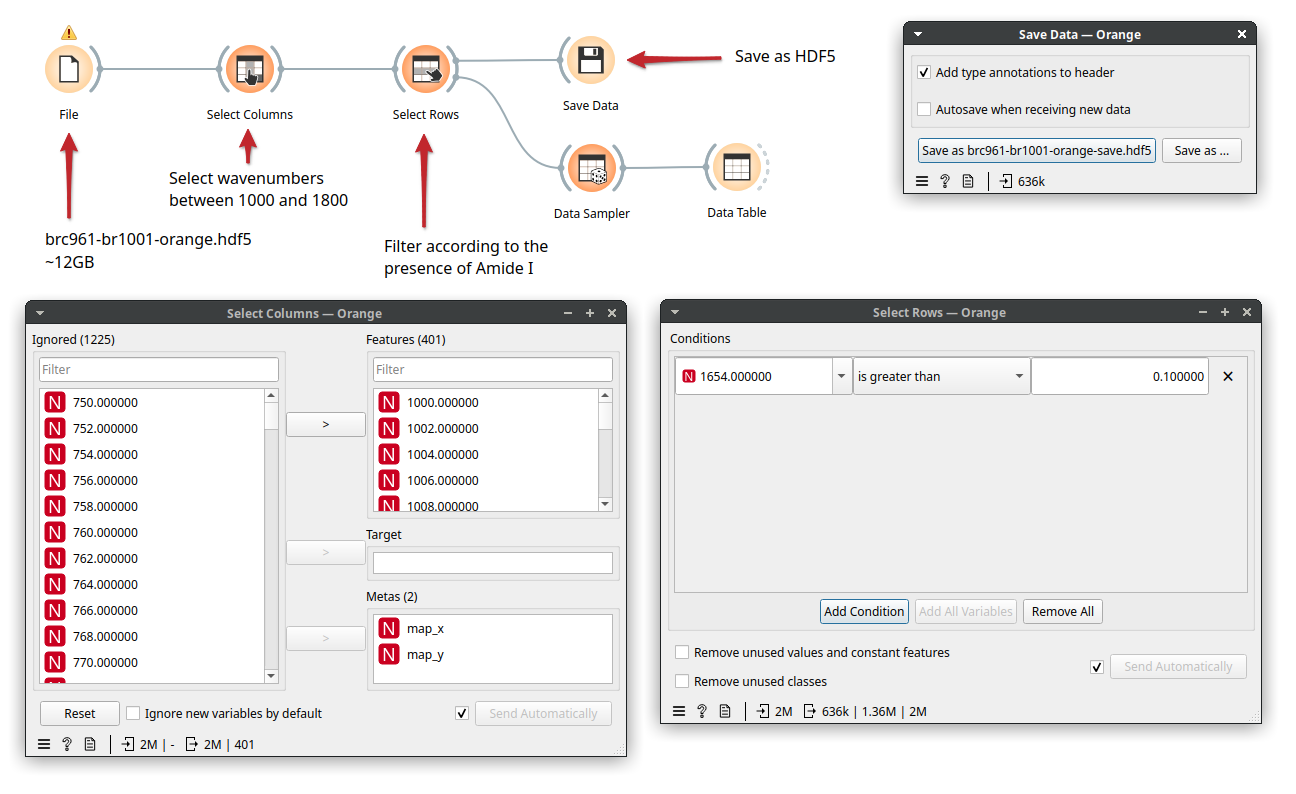 File
Select Columns
Select Rows
Save Data
Data Sampler
Data Table
Save as HDF5
Select wavenumbers
between 1000 and 1800
brc961-br1001-orange.hdf5
~12GB
Filter according to the
presence of Amide I
Save Data — Orange
Add type annotations to header
Autosave when receiving new data
Save as brc961-br1001-orange-save.hdf5
Save as ...
636k
Select Columns — Orange
Ignored (1225)
Filter
N 750.000000
N 752.000000
N 754.000000
N 756.000000
N 758.000000
N 760.000000
N 762.000000
N 764.000000
N 766.000000
N 768.000000
N 770.000000
>
>
>
Features (401)
Filter
N 1000.000000
N 1002.000000
N 1004.000000
N 1006.000000
N 1008.000000
Target
Metas (2)
N map_x
N map_y
Reset
Ignore new variables by default
Send Automatically
? 2M | - 2M | 401
Select Rows — Orange
Conditions
N 1654.000000 is greater than 0.100000
Add Condition
Add All Variables
Remove All
Remove unused values and constant features
Remove unused classes
Send Automatically
? 2M 636k | 1.36M | 2M